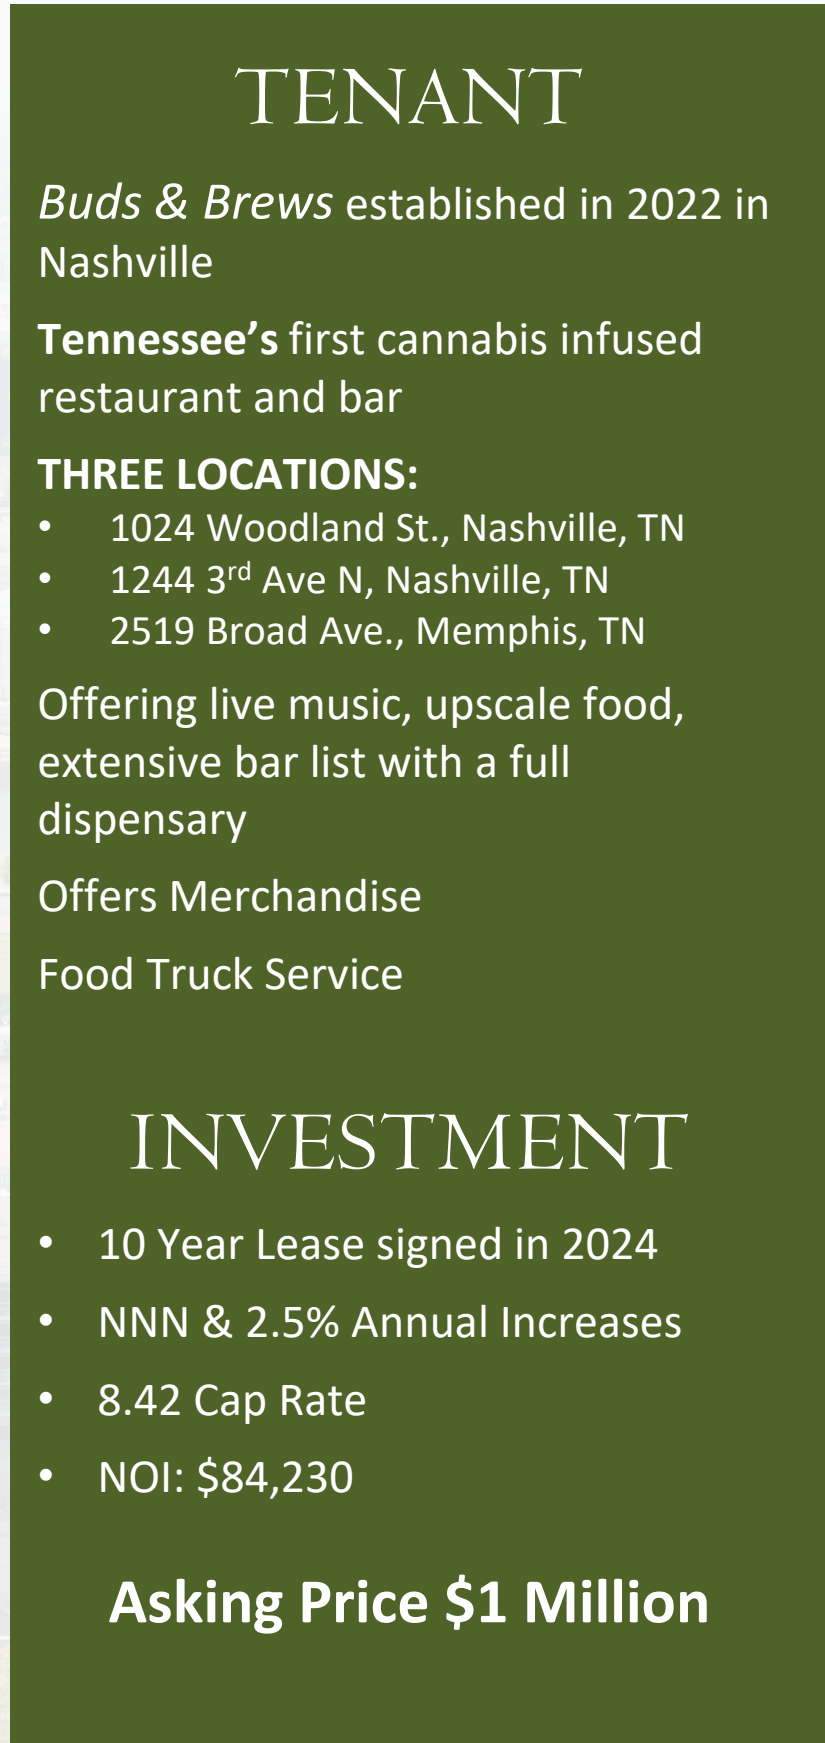 TENANT
Buds & Brews established in 2022 in
Nashville
Tennessee’s first cannabis infused
restaurant and bar
THREE LOCATIONS:
• 1024 Woodland St., Nashville, TN
• 1244 3rd Ave N, Nashville, TN
• 2519 Broad Ave., Memphis, TN
Offering live music, upscale food,
extensive bar list with a full
dispensary
Offers Merchandise
Food Truck Service
INVESTMENT
• 10 Year Lease signed in 2024
• NNN & 2.5% Annual Increases
• 8.42 Cap Rate
• NOI: $84,230
Asking Price $1 Million